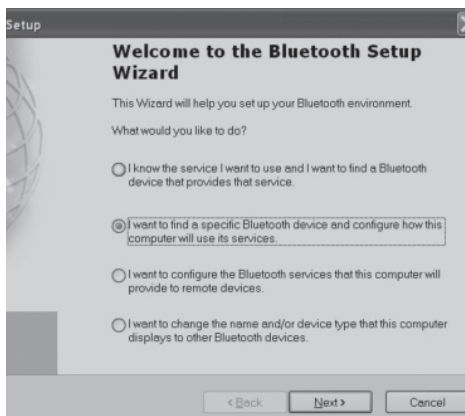 Setup
Welcome to the Bluetooth Setup
Wizard
This Wizard will help you set up your Bluetooth environment.
What would you like to do?
I know the service I want to use and I want to find a Bluetooth
device that provides that service.
I want to find a specific Bluetooth device and configure how this
computer will use its services.
I want to configure the Bluetooth services that this computer will
provide to remote devices.
I want to change the name and/or device type that this computer
displays to other Bluetooth devices.
< Back Next > Cancel